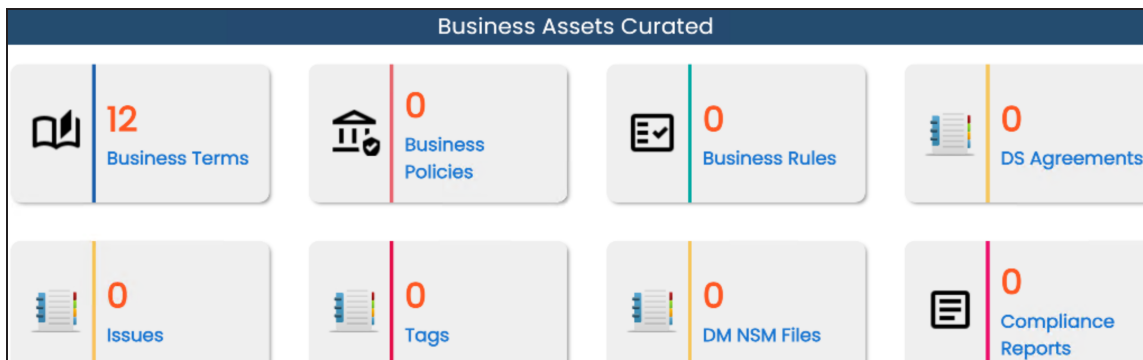 Business Assets Curated
12
Business Terms
0
Business
Policies
0
Business Rules
0
DS Agreements
0
Issues
0
Tags
0
DM NSM Files
0
Compliance
Reports